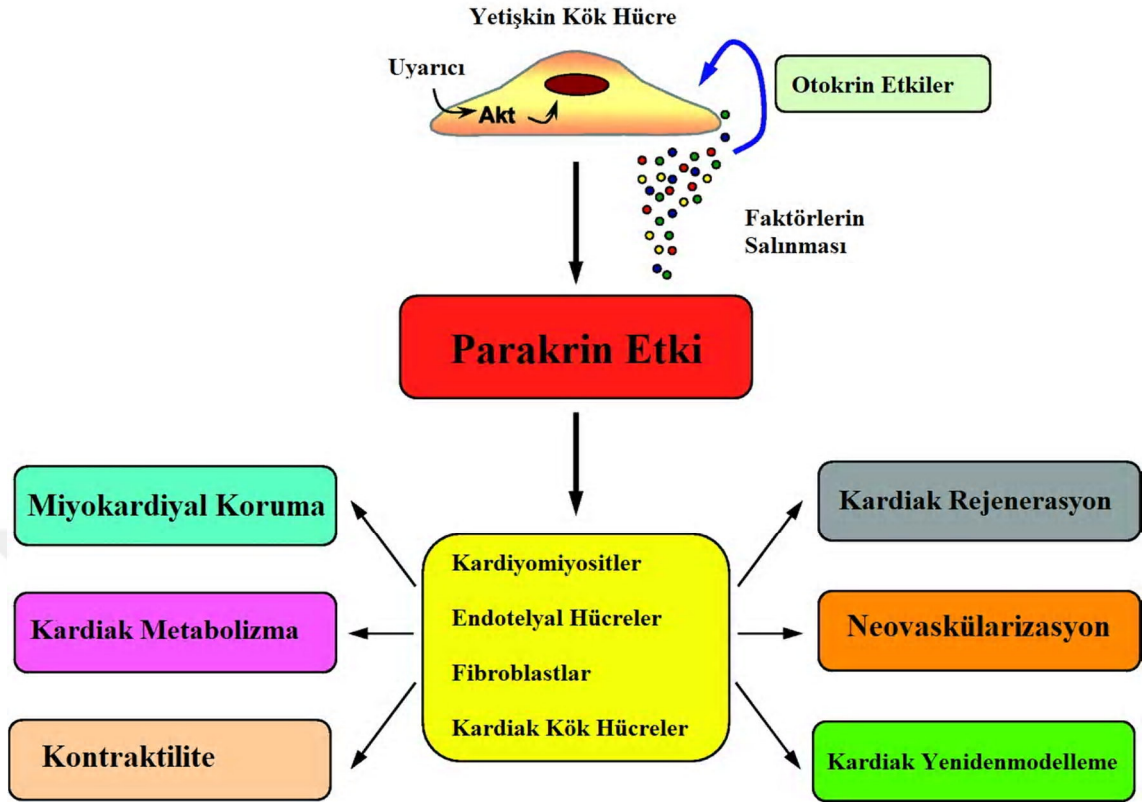 Yetişkin Kök Hücre
Uyarıcı
Akt
Otokrin Etkiler
Faktörlerin
Salınması
Parakrin Etki
Miyokardiyal Koruma
Kardiak Metabolizma
Kontraktilite
Kardiyomiyositler
Endotelyal Hücreler
Fibroblastlar
Kardiak Kök Hücreler
Kardiak Rejenerasyon
Neovaskülarizasyon
Kardiak Yenidenmodelleme